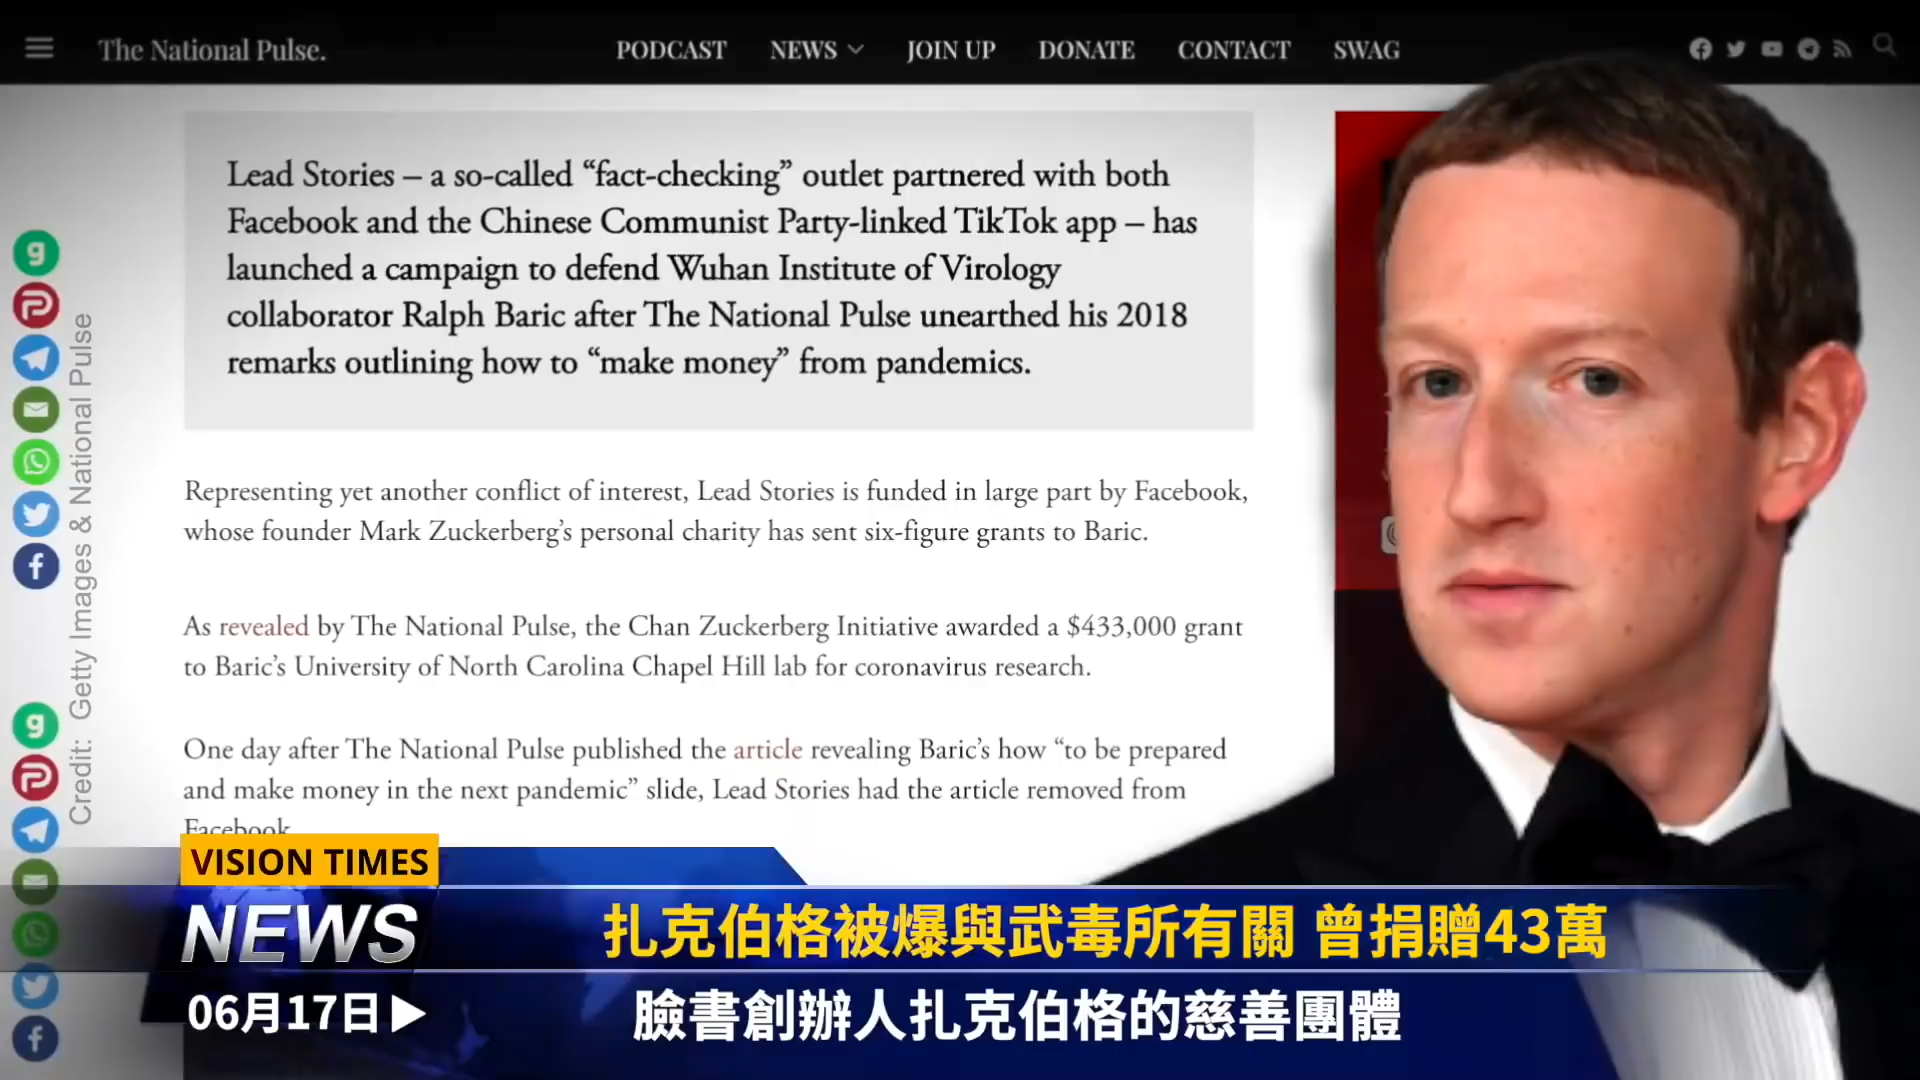 The National Pulse.
PODCAST
NEWS
JOIN UP
DONATE
CONTACT
SWAG
Lead Stories – a so-called “fact-checking” outlet partnered with both
Facebook and the Chinese Communist Party-linked TikTok app – has
launched a campaign to defend Wuhan Institute of Virology
collaborator Ralph Baric after The National Pulse unearthed his 2018
remarks outlining how to “make money” from pandemics.
Representing yet another conflict of interest, Lead Stories is funded in large part by Facebook,
whose founder Mark Zuckerberg’s personal charity has sent six-figure grants to Baric.
As revealed by The National Pulse, the Chan Zuckerberg Initiative awarded a $433,000 grant
to Baric’s University of North Carolina Chapel Hill lab for coronavirus research.
One day after The National Pulse published the article revealing Baric’s how “to be prepared
and make money in the next pandemic” slide, Lead Stories had the article removed from
Facebook
Credit: Getty Images & National Pulse
VISION TIMES
NEWS
扎克伯格被爆與武毒所有關 曾捐贈43萬
06月17日▶
臉書創辦人扎克伯格的慈善團體